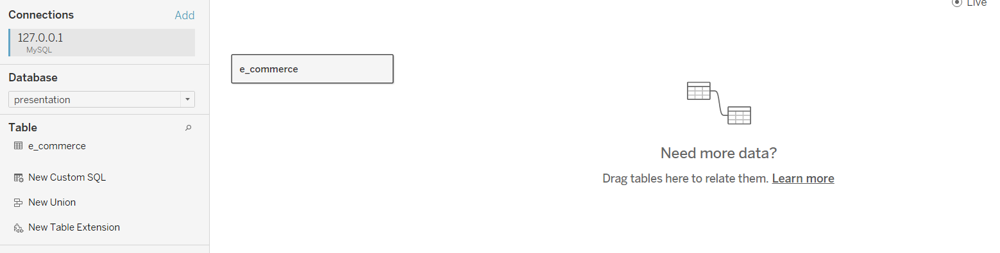 Connections
Add
127.0.0.1
MySQL
Database
presentation
Table
e_commerce
New Custom SQL
New Union
New Table Extension
Live
e_commerce
Need more data?
Drag tables here to relate them. Learn more